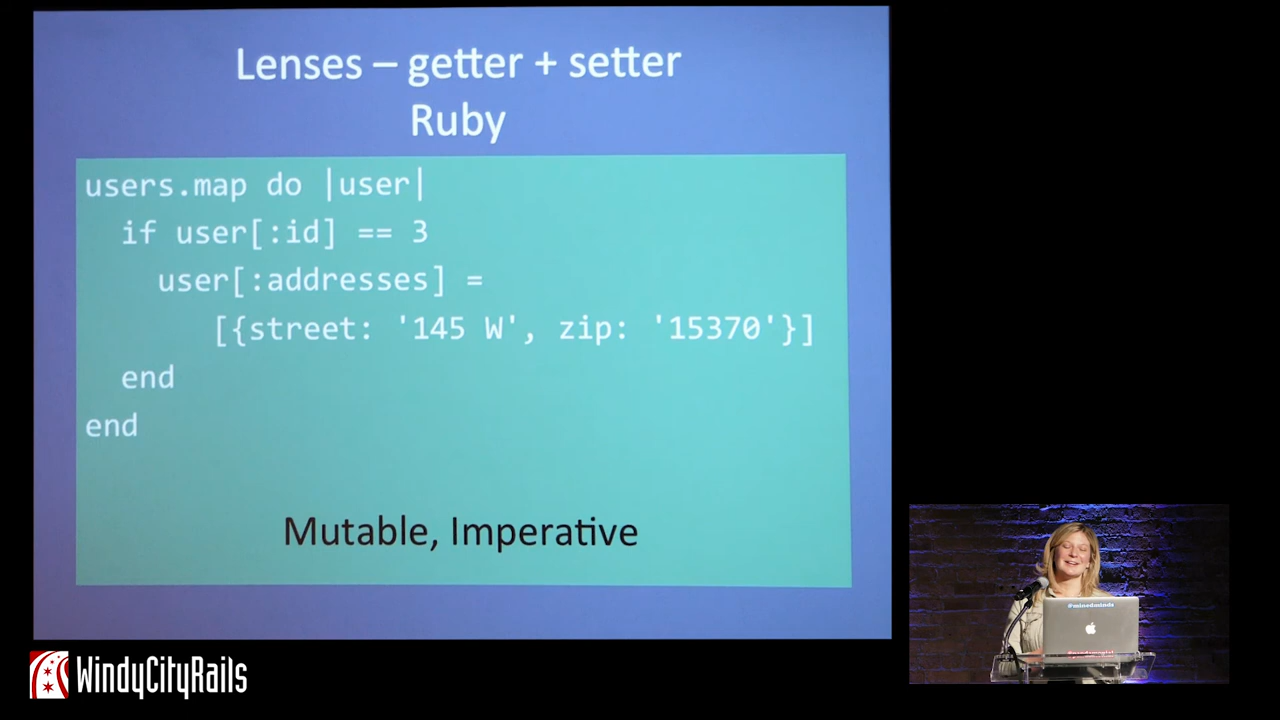 Lenses – getter + setter
Ruby
users.map do |user|
  if user[:id] == 3
    user[:addresses] =
       [{street: '145 W', zip: '15370'}]
  end
end
Mutable, Imperative
#minedminds
WindyCityRails